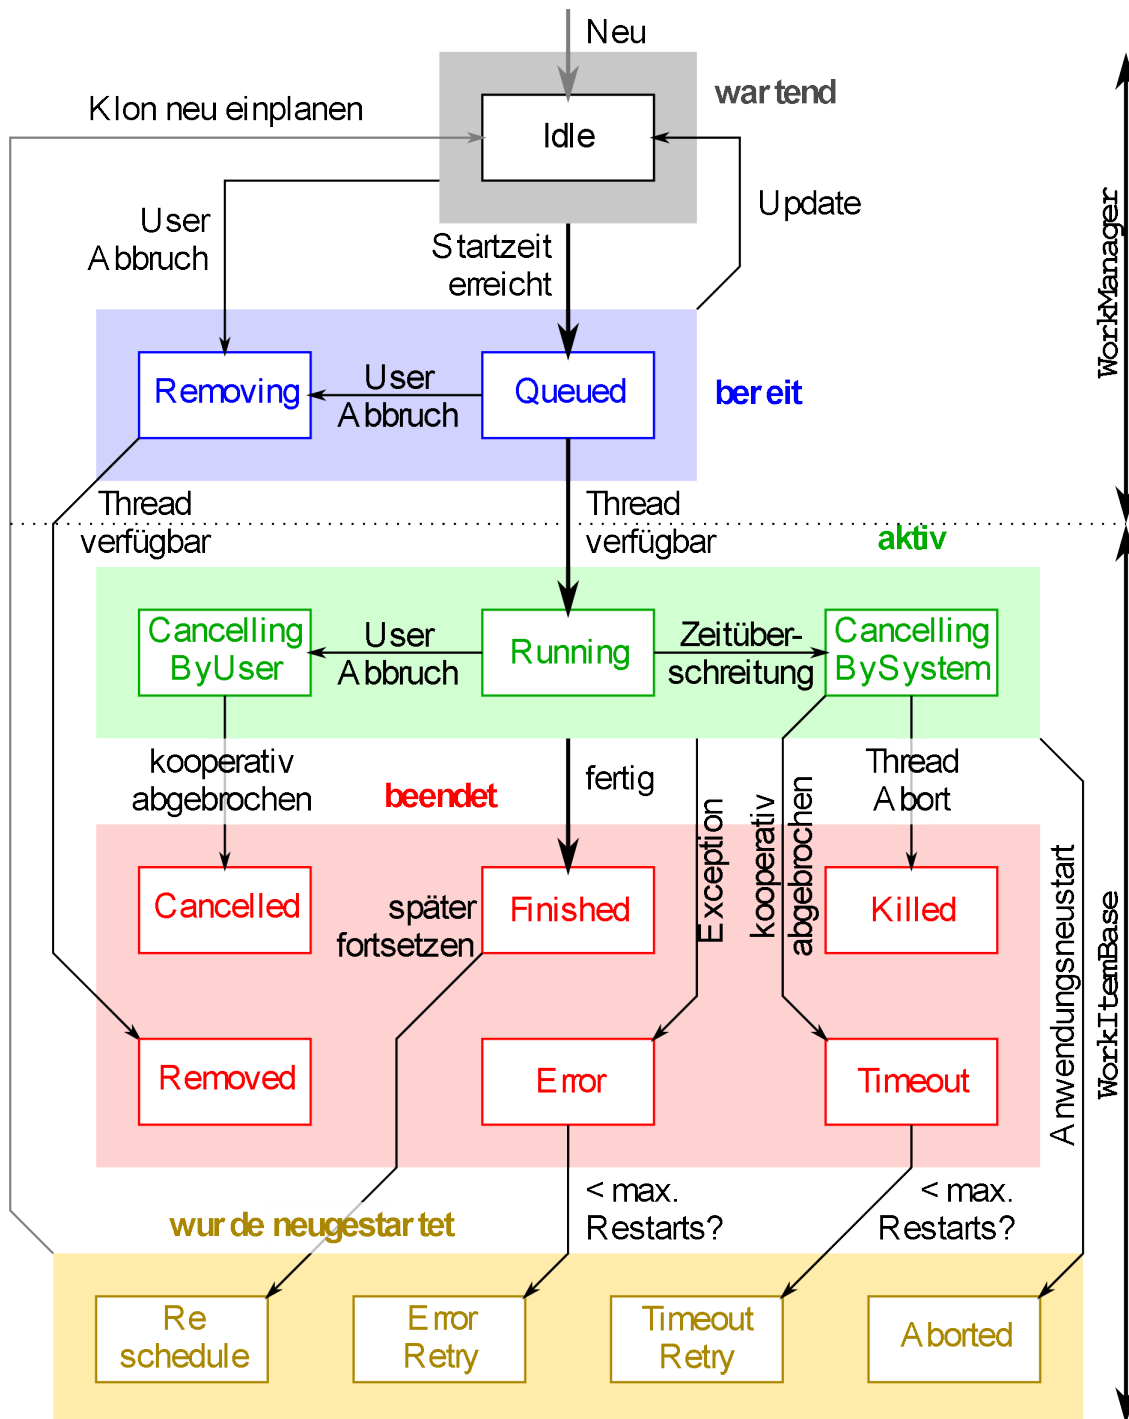 Neu
wartend
Klon neu einplanen
Idle
Update
User
Abbruch
Startzeit
erreicht
WorkManager
Removing
User
Abbruch
Queued
bereit
Thread
verfügbar
Thread
verfügbar
aktiv
Cancelling
ByUser
User
Abbruch
Running
Zeitüber-
schreitung
Cancelling
BySystem
kooperativ
abgebrochen
beendet
fertig
Exception
kooperativ
abgebrochen
Thread
Abort
Anwendungsneustart
WorkItemBase
Cancelled
später
fortsetzen
Finished
Killed
Removed
Error
Timeout
< max.
Restarts?
< max.
Restarts?
wurde neugestartet
Re
schedule
Error
Retry
Timeout
Retry
Aborted